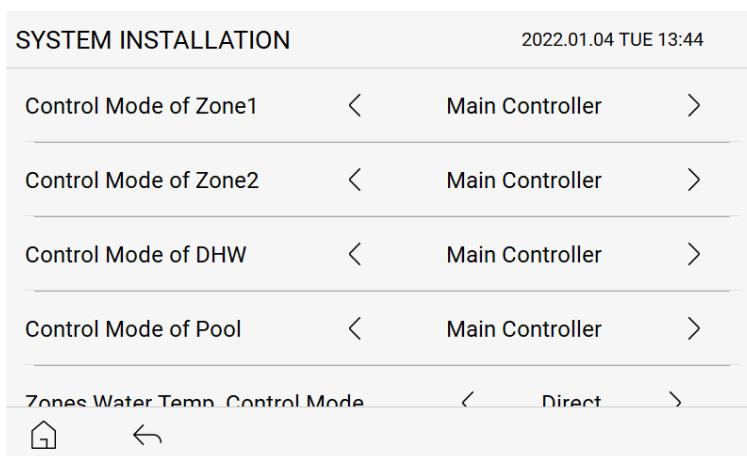 SYSTEM INSTALLATION 2022.01.04 TUE 13:44
Control Mode of Zone1 Main Controller
Control Mode of Zone2 Main Controller
Control Mode of DHW Main Controller
Control Mode of Pool Main Controller
Zones Water Temp. Control Mode Direct